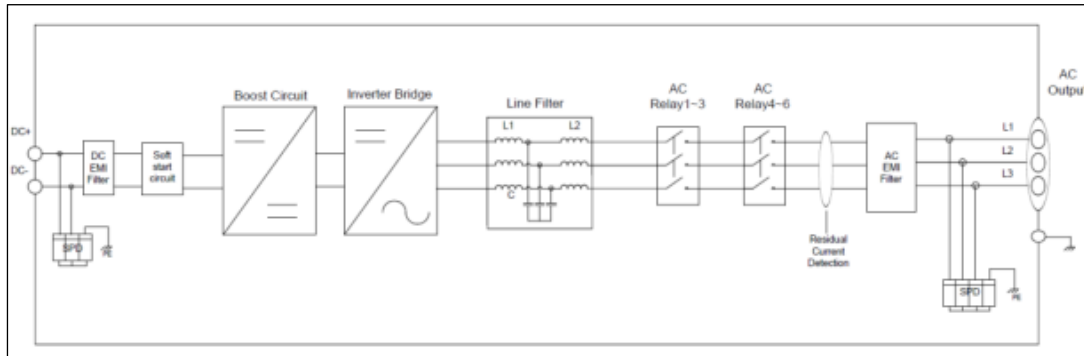 Boost Circuit
Inverter Bridge
Line Filter
AC
Relay1~3
AC
Relay4~6
AC
Output
DC+
DC-
DC
EMI
Filter
Soft
start
circuit
L1
L2
C
Residual
Current
Detection
AC
EMI
Filter
L1
L2
L3
SPD
PE
SPD
PE